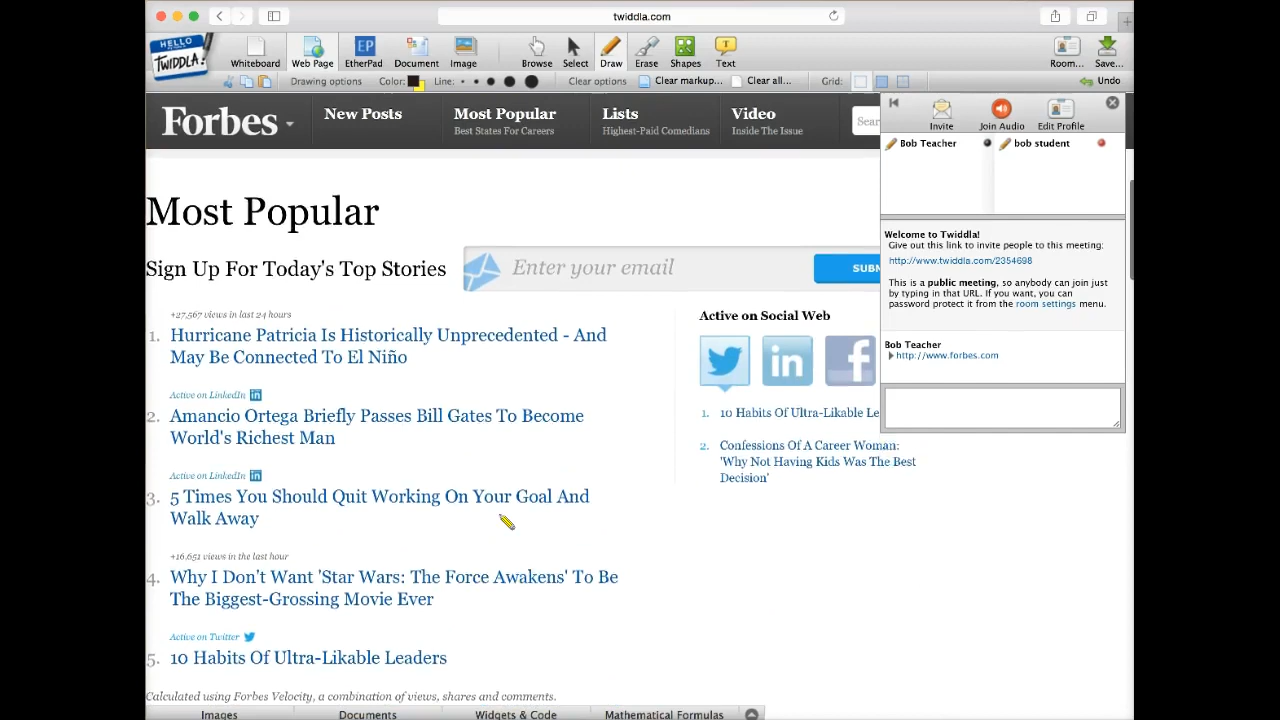 twiddla.com
HELLO
TWIDDLA!
Whiteboard
Web Page
EP
EtherPad
Document
Image
Browse
Select
Draw
Erase
Shapes
T
Text
Room...
Save...
Drawing options
Color:
Line:
Clear options
Clear markup...
Clear all...
Grid:
Undo
Forbes
New Posts
Most Popular
Best States For Careers
Lists
Highest-Paid Comedians
Video
Inside The Issue
Sear
Invite
Join Audio
Edit Profile
Bob Teacher
bob student
Most Popular
Sign Up For Today's Top Stories
Enter your email
SUBM
Welcome to Twiddla!
Give out this link to invite people to this meeting:
http://www.twiddla.com/2354698
This is a public meeting, so anybody can join just
by typing in that URL. If you want, you can
password protect it from the room settings menu.
Bob Teacher
http://www.forbes.com
+27,567 views in last 24 hours
1. Hurricane Patricia Is Historically Unprecedented - And
May Be Connected To El Niño
Active on LinkedIn in
2. Amancio Ortega Briefly Passes Bill Gates To Become
World's Richest Man
Active on LinkedIn in
3. 5 Times You Should Quit Working On Your Goal And
Walk Away
+16,651 views in the last hour
4. Why I Don't Want 'Star Wars: The Force Awakens' To Be
The Biggest-Grossing Movie Ever
Active on Twitter
5. 10 Habits Of Ultra-Likable Leaders
Calculated using Forbes Velocity, a combination of views, shares and comments.
Active on Social Web
in
f
1. 10 Habits Of Ultra-Likable Le
2. Confessions Of A Career Woman:
'Why Not Having Kids Was The Best
Decision'
Images
Documents
Widgets & Code
Mathematical Formulas